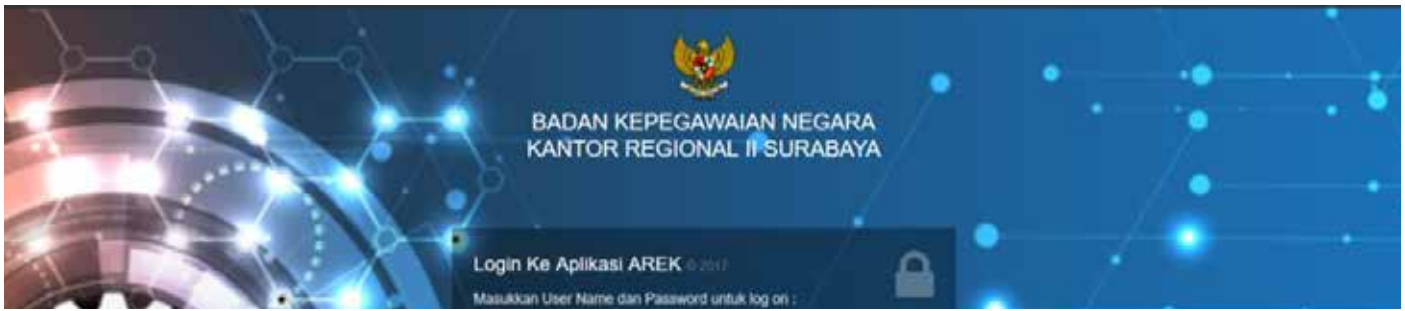 BADAN KEPEGAWAIAN NEGARA
KANTOR REGIONAL II SURABAYA
Login Ke Aplikasi AREK © 2017
Masukkan User Name dan Password untuk log on :